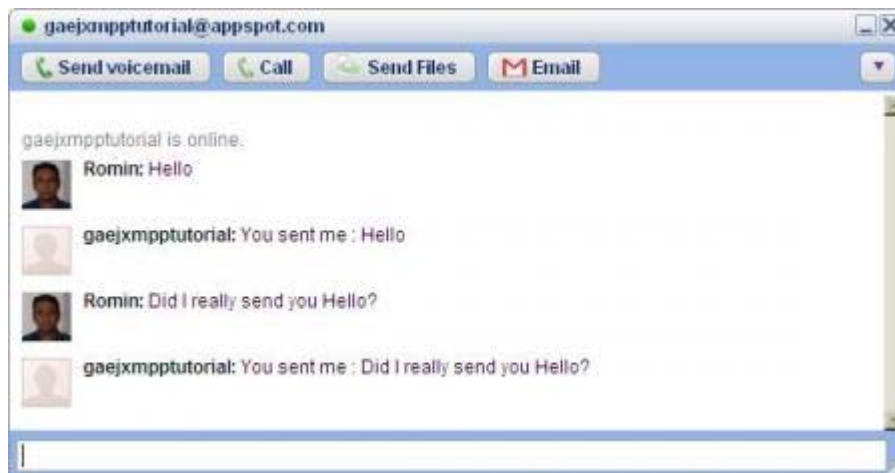 gaejxmpptutorial@appspot.com
Send voicemail Call Send Files Email
gaejxmpptutorial is online.
Romin: Hello
gaejxmpptutorial: You sent me : Hello
Romin: Did I really send you Hello?
gaejxmpptutorial: You sent me : Did I really send you Hello?